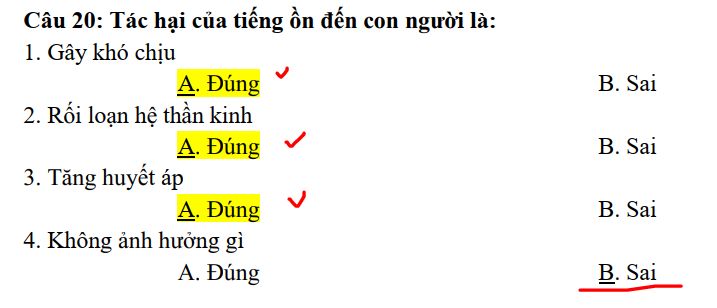 Câu 20: Tác hại của tiếng ồn đến con người là:
1. Gây khó chịu
A. Đúng B. Sai
2. Rối loạn hệ thần kinh
A. Đúng B. Sai
3. Tăng huyết áp
A. Đúng B. Sai
4. Không ảnh hưởng gì
A. Đúng B. Sai